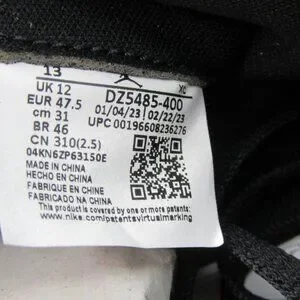 13 XC
UK 12 DZ5485-400
EUR 47.5 01/04/23 02/22/23
cm 31 UPC 00196608236276
BR 46
CN 310(2.5)
04KN6ZP63150E
MADE IN CHINA
HECHO EN CHINA
FABRIQUE EN CHINE
FABRICADO NA CHINA
This product is covered by one or more patents.
www.nike.com/patentsvirtualmarking